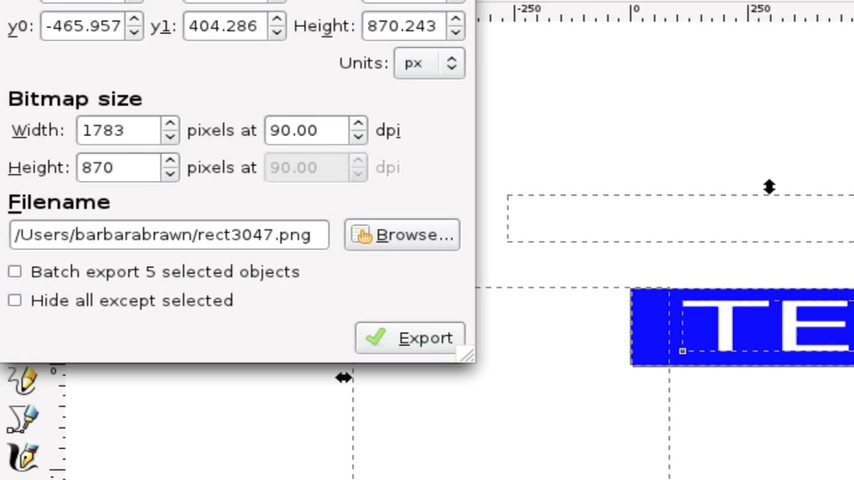 y0: -465.957 y1: 404.286 Height: 870.243
Units: px
Bitmap size
Width: 1783 pixels at 90.00 dpi
Height: 870 pixels at 90.00 dpi
Filename
/Users/barbarabrawn/rect3047.png Browse...
Batch export 5 selected objects
Hide all except selected
Export
-250 0 250
TE